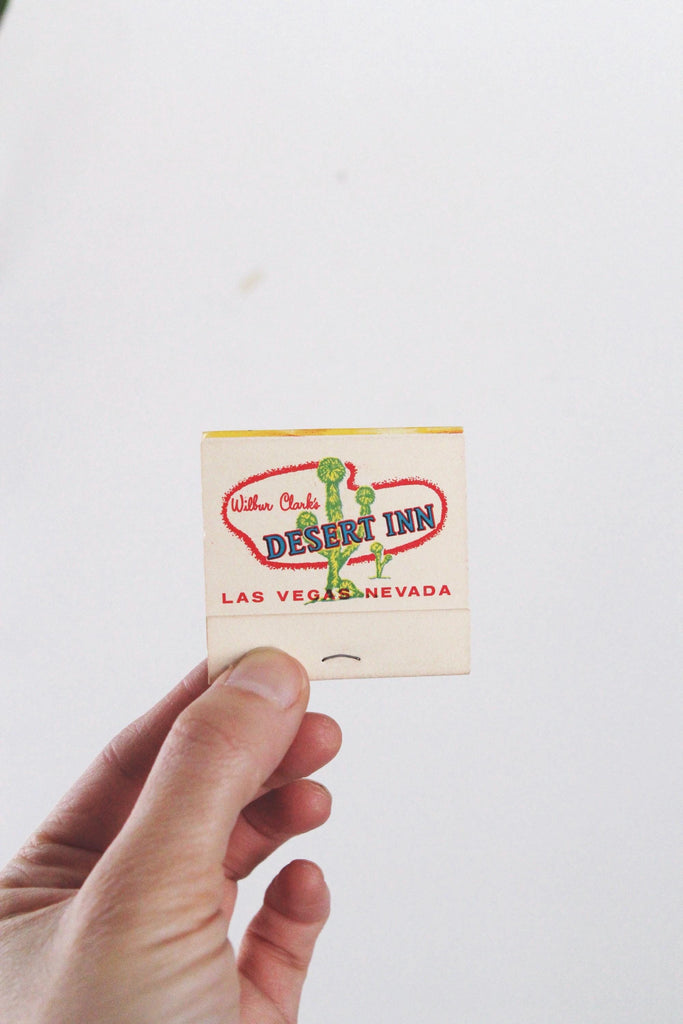 Wilbur Clark's
DESERT INN
LAS VEGAS NEVADA